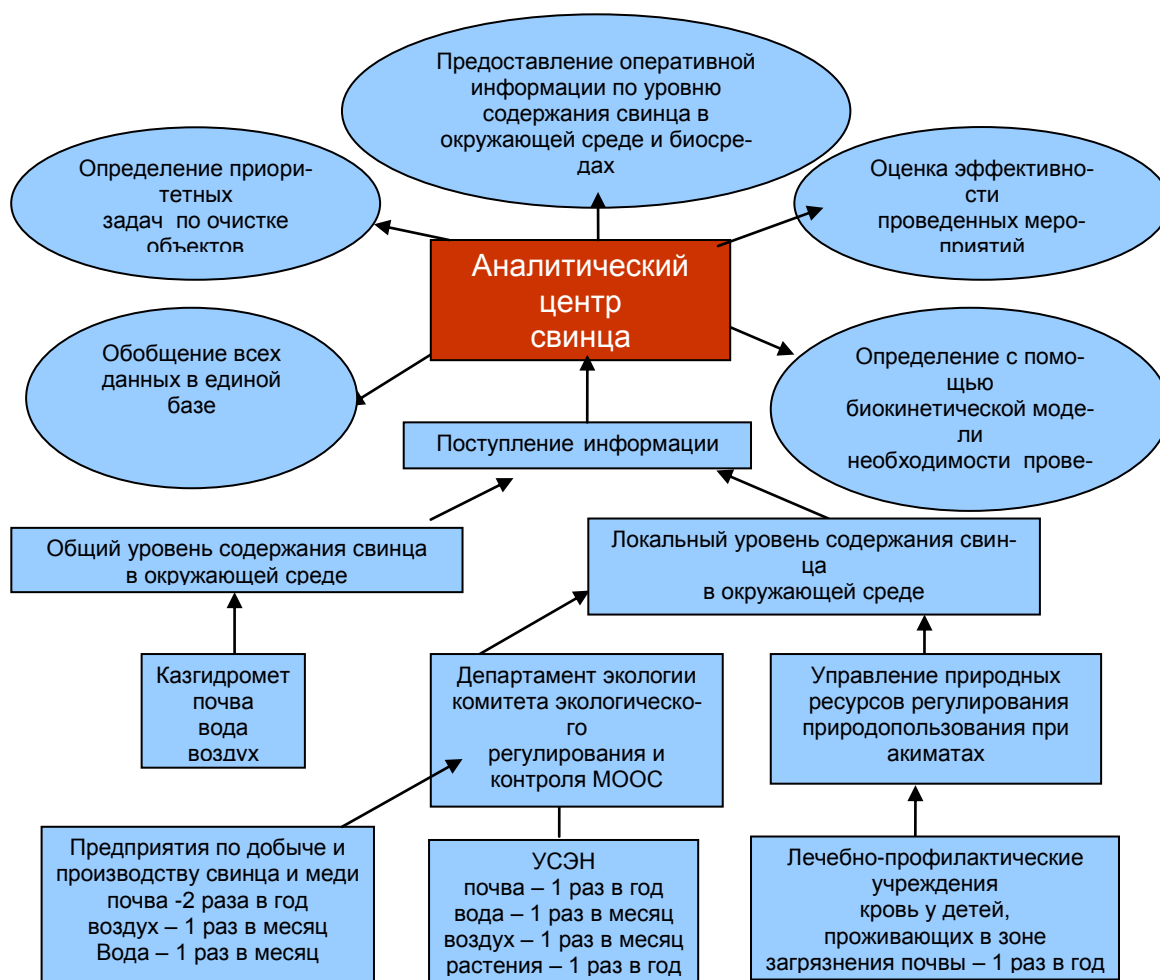 Предоставление оперативной
информации по уровню
содержания свинца в
окружающей среде и биосре-
дах
Определение приори-
тетных
задач по очистке
объектов
Оценка эффективно-
сти
проведенных меро-
приятий
Аналитический
центр
свинца
Обобщение всех
данных в единой
базе
Определение с помо-
щью
биокинетической моде-
ли
необходимости прове-
Поступление информации
Общий уровень содержания свинца
в окружающей среде
Локальный уровень содержания свин-
ца
в окружающей среде
Казгидромет
почва
вода
воздух
Департамент экологии
комитета экологическо-
го
регулирования и
контроля МООС
Управление природных
ресурсов регулирования
природопользования при
акиматах
Предприятия по добыче и
производству свинца и меди
почва -2 раза в год
воздух – 1 раз в месяц
Вода – 1 раз в месяц
УСЭН
почва – 1 раз в год
вода – 1 раз в месяц
воздух – 1 раз в месяц
растения – 1 раз в год
Лечебно-профилактические
учреждения
кровь у детей,
проживающих в зоне
загрязнения почвы – 1 раз в год